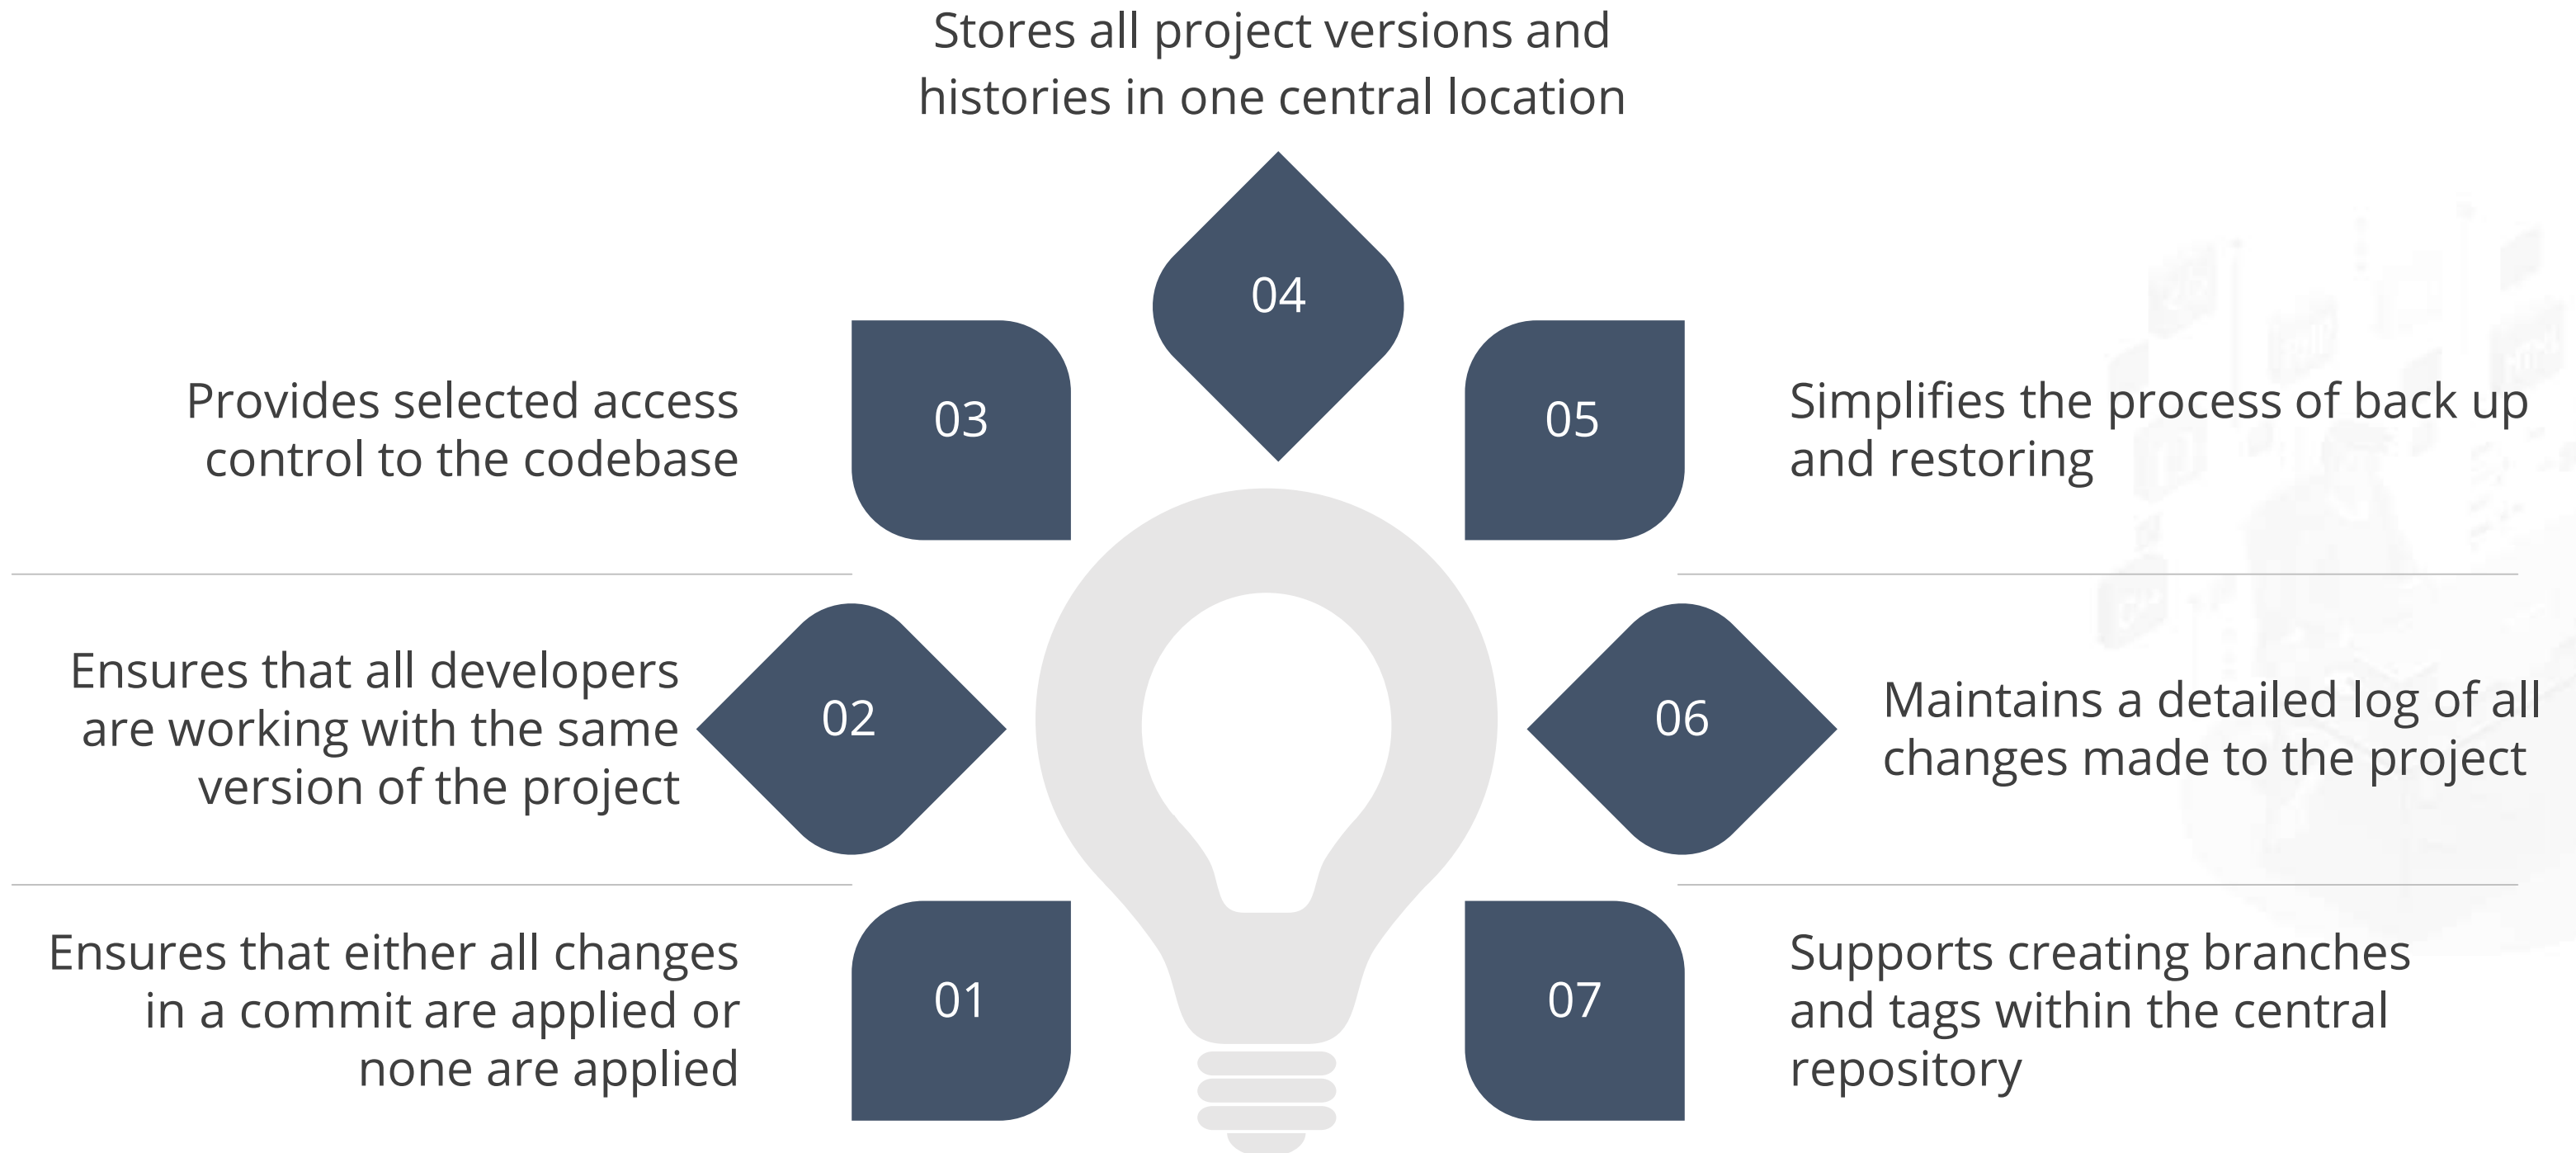 Stores all project versions and
histories in one central location
04
03
05
Provides selected access
control to the codebase
Simplifies the process of back up
and restoring
Ensures that all developers
are working with the same
version of the project
02
06
Maintains a detailed log of all
changes made to the project
Ensures that either all changes
in a commit are applied or
none are applied
01
07
Supports creating branches
and tags within the central
repository